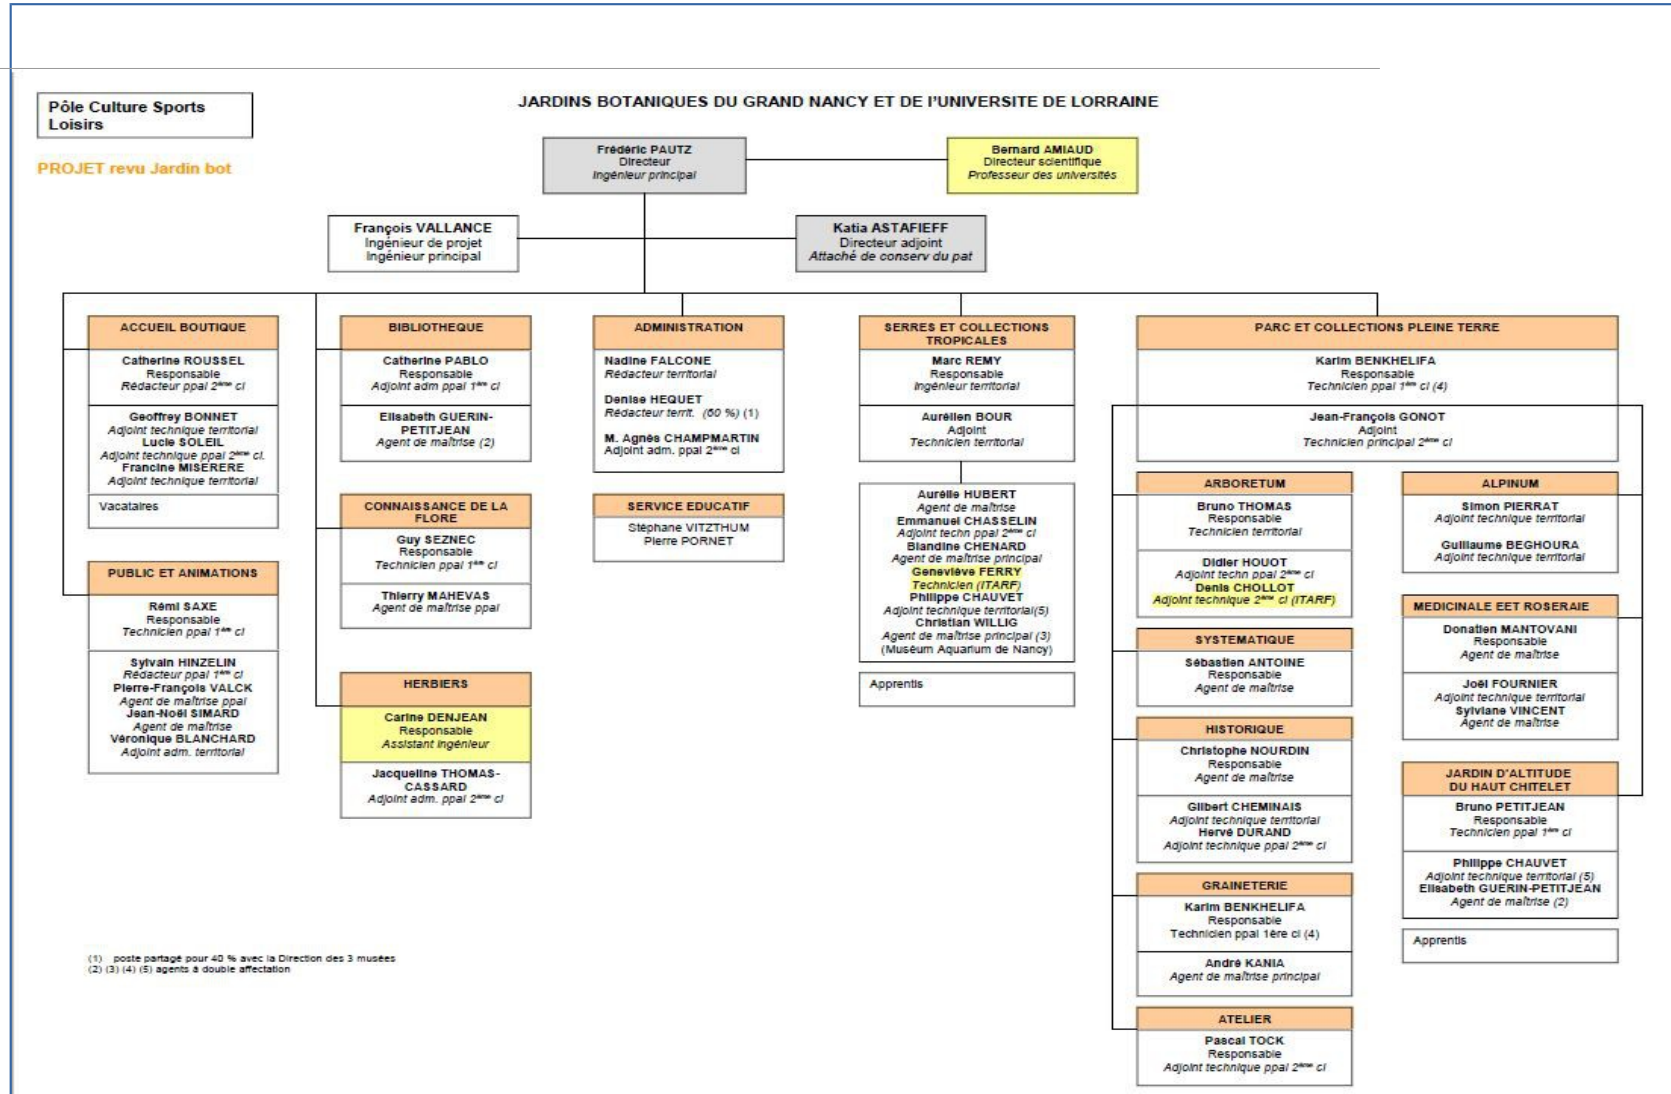 Pôle Culture Sports
Loisirs
JARDINS BOTANIQUES DU GRAND NANCY ET DE l'UNIVERSITE DE LORRAINE
PROJET revu Jardin bot
Frédéric PAUTZ
Directeur
Ingénieur principal
Bernard AMIAUD
Directeur scientifique
Professeur des universités
François VALLANCE
Ingénieur de projet
Ingénieur principal
Katia ASTAFIEFF
Directeur adjoint
Attaché de conserv du pat
ACCUEIL BOUTIQUE
Catherine ROUSSEL
Responsable
Rédacteur ppal 2ème cl
Geoffrey BONNET
Adjoint technique territorial
Lucie SOLEIL
Adjoint technique ppal 2ème cl.
Francine MISERERE
Adjoint technique territorial
Vacataires
PUBLIC ET ANIMATIONS
Rémi SAXE
Responsable
Technicien ppal 1ère cl
Sylvain HINZELIN
Rédacteur ppal 1ère cl
Pierre-François VALCK
Agent de maîtrise ppal
Jean-Noël SIMARD
Agent de maîtrise
Véronique BLANCHARD
Adjoint adm. territorial
BIBLIOTHEQUE
Catherine PABLO
Responsable
Adjoint adm ppal 1ère cl
Elisabeth GUERIN-
PETITJEAN
Agent de maîtrise (2)
CONNAISSANCE DE LA
FLORE
Guy SEZNEC
Responsable
Technicien ppal 1ère cl
Thierry MAHEVAS
Agent de maîtrise ppal
HERBIERS
Carine DENJEAN
Responsable
Assistant ingénieur
Jacqueline THOMAS-
CASSARD
Adjoint adm. ppal 2ème cl
ADMINISTRATION
Nadine FALCONE
Rédacteur territorial
Denise HEQUET
Rédacteur territ. (60 %) (1)
M. Agnès CHAMPMARTIN
Adjoint adm. ppal 2ème cl
SERVICE EDUCATIF
Stéphane VITZTHUM
Pierre PORNET
SERRES ET COLLECTIONS
TROPICALES
Marc REMY
Responsable
Ingénieur territorial
Aurélien BOUR
Adjoint
Technicien territorial
Aurélie HUBERT
Agent de maîtrise
Emmanuel CHASSELIN
Adjoint techn ppal 2ème cl
Blandine CHENARD
Agent de maîtrise principal
Geneviève FERRY
Technicien (ITARF)
Philippe CHAUVET
Adjoint technique territorial(5)
Christian WILLIG
Agent de maîtrise principal (3)
(Muséum Aquarium de Nancy)
Apprentis
PARC ET COLLECTIONS PLEINE TERRE
Karim BENKHELIFA
Responsable
Technicien ppal 1ère cl (4)
Jean-François GONOT
Adjoint
Technicien principal 2ème cl
ARBORETUM
Bruno THOMAS
Responsable
Technicien territorial
Didier HOUOT
Adjoint techn ppal 2ème cl
Denis CHOLLOT
Adjoint technique 2ème cl (ITARF)
SYSTEMATIQUE
Sébastien ANTOINE
Responsable
Agent de maîtrise
HISTORIQUE
Christophe NOURDIN
Responsable
Agent de maîtrise
Gilbert CHEMINAIS
Adjoint technique territorial
Hervé DURAND
Adjoint technique ppal 2ème cl
GRAINETERIE
Karim BENKHELIFA
Responsable
Technicien ppal 1ère cl (4)
André KANIA
Agent de maîtrise principal
ATELIER
Pascal TOCK
Responsable
Adjoint technique ppal 2ème cl
ALPINUM
Simon PIERRAT
Adjoint technique territorial
Guillaume BEGHOURA
Adjoint technique territorial
MEDICINALE EET ROSERAIE
Donatien MANTOVANI
Responsable
Agent de maîtrise
Joël FOURNIER
Adjoint technique territorial
Sylviane VINCENT
Agent de maîtrise
JARDIN D'ALTITUDE
DU HAUT CHITELET
Bruno PETITJEAN
Responsable
Technicien ppal 1ère cl
Philippe CHAUVET
Adjoint technique territorial (5)
Elisabeth GUERIN-PETITJEAN
Agent de maîtrise (2)
Apprentis
(1) poste partagé pour 40 % avec la Direction des 3 musées
(2) (3) (4) (5) agents à double affectation